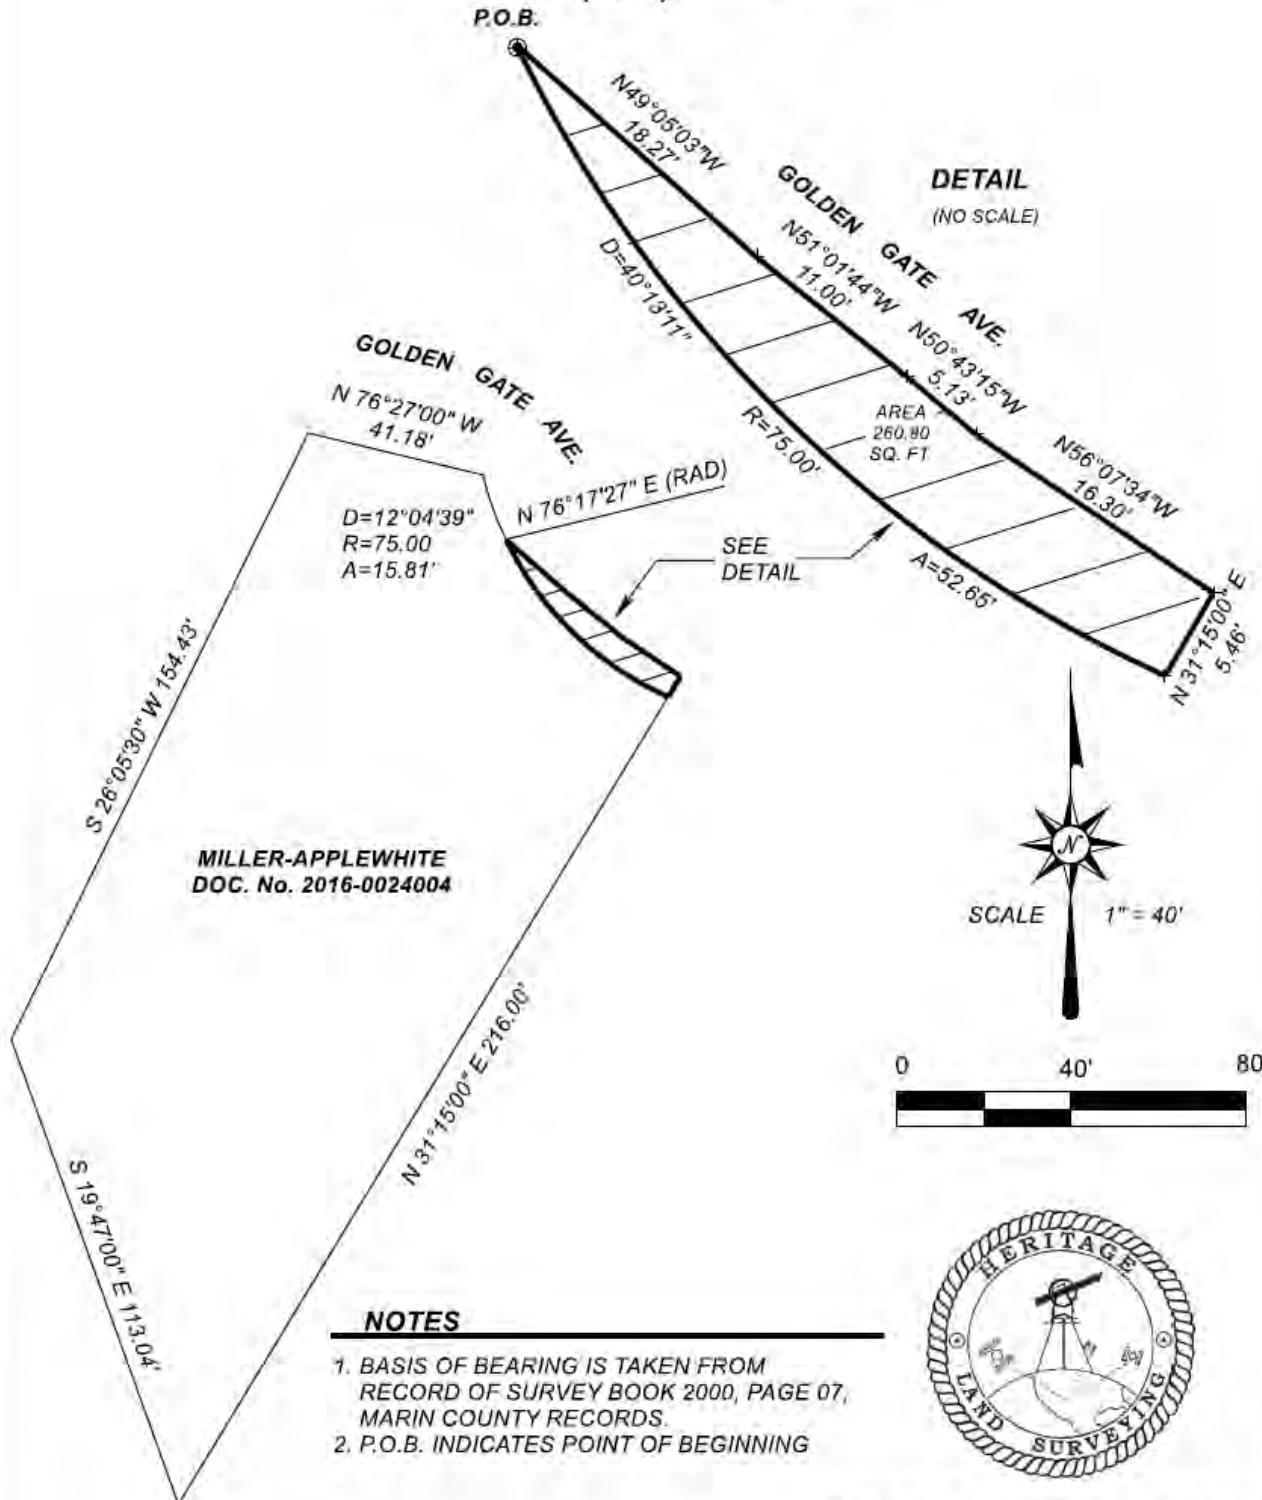 P.O.B.
N49°05'03"W
18.27'
GOLDEN GATE AVE.
DETAIL
(NO SCALE)
N51°01'44"W
11.00'
N50°43'15"W
5.13'
D=40°13'11"
R=75.00'
A=52.65'
AREA
260.80
SQ. FT
N56°07'34"W
16.30'
N 31°15'00" E
5.46'
GOLDEN GATE AVE.
N 76°27'00" W
41.18'
N 76°17'27" E (RAD)
D=12°04'39"
R=75.00
A=15.81'
SEE
DETAIL
S 26°05'30" W 154.43'
MILLER-APPLEWHITE
DOC. No. 2016-0024004
N
SCALE 1" = 40'
N 31°15'00" E 216.00'
0 40' 80
S 19°47'00" E 113.04'
NOTES
1. BASIS OF BEARING IS TAKEN FROM
RECORD OF SURVEY BOOK 2000, PAGE 07,
MARIN COUNTY RECORDS.
2. P.O.B. INDICATES POINT OF BEGINNING
HERITAGE
LAND SURVEYING